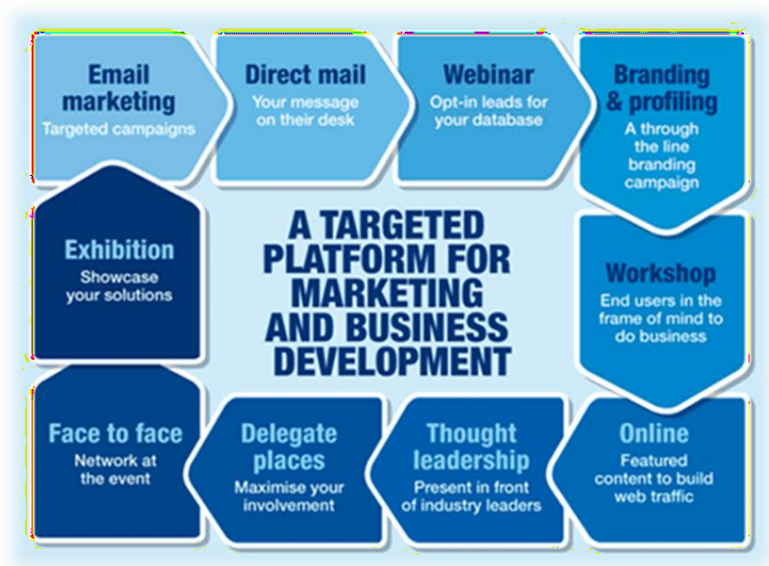 Email
marketing
Targeted campaigns
Direct mail
Your message
on their desk
Webinar
Opt-in leads for
your database
Branding
& profiling
A through
the line
branding
campaign
Workshop
End users in the
frame of mind to
do business
Online
Featured
content to build
web traffic
Thought
leadership
Present in front
of industry leaders
Delegate
places
Maximise your
involvement
Face to face
Network at
the event
Exhibition
Showcase
your solutions
A TARGETED
PLATFORM FOR
MARKETING
AND BUSINESS
DEVELOPMENT